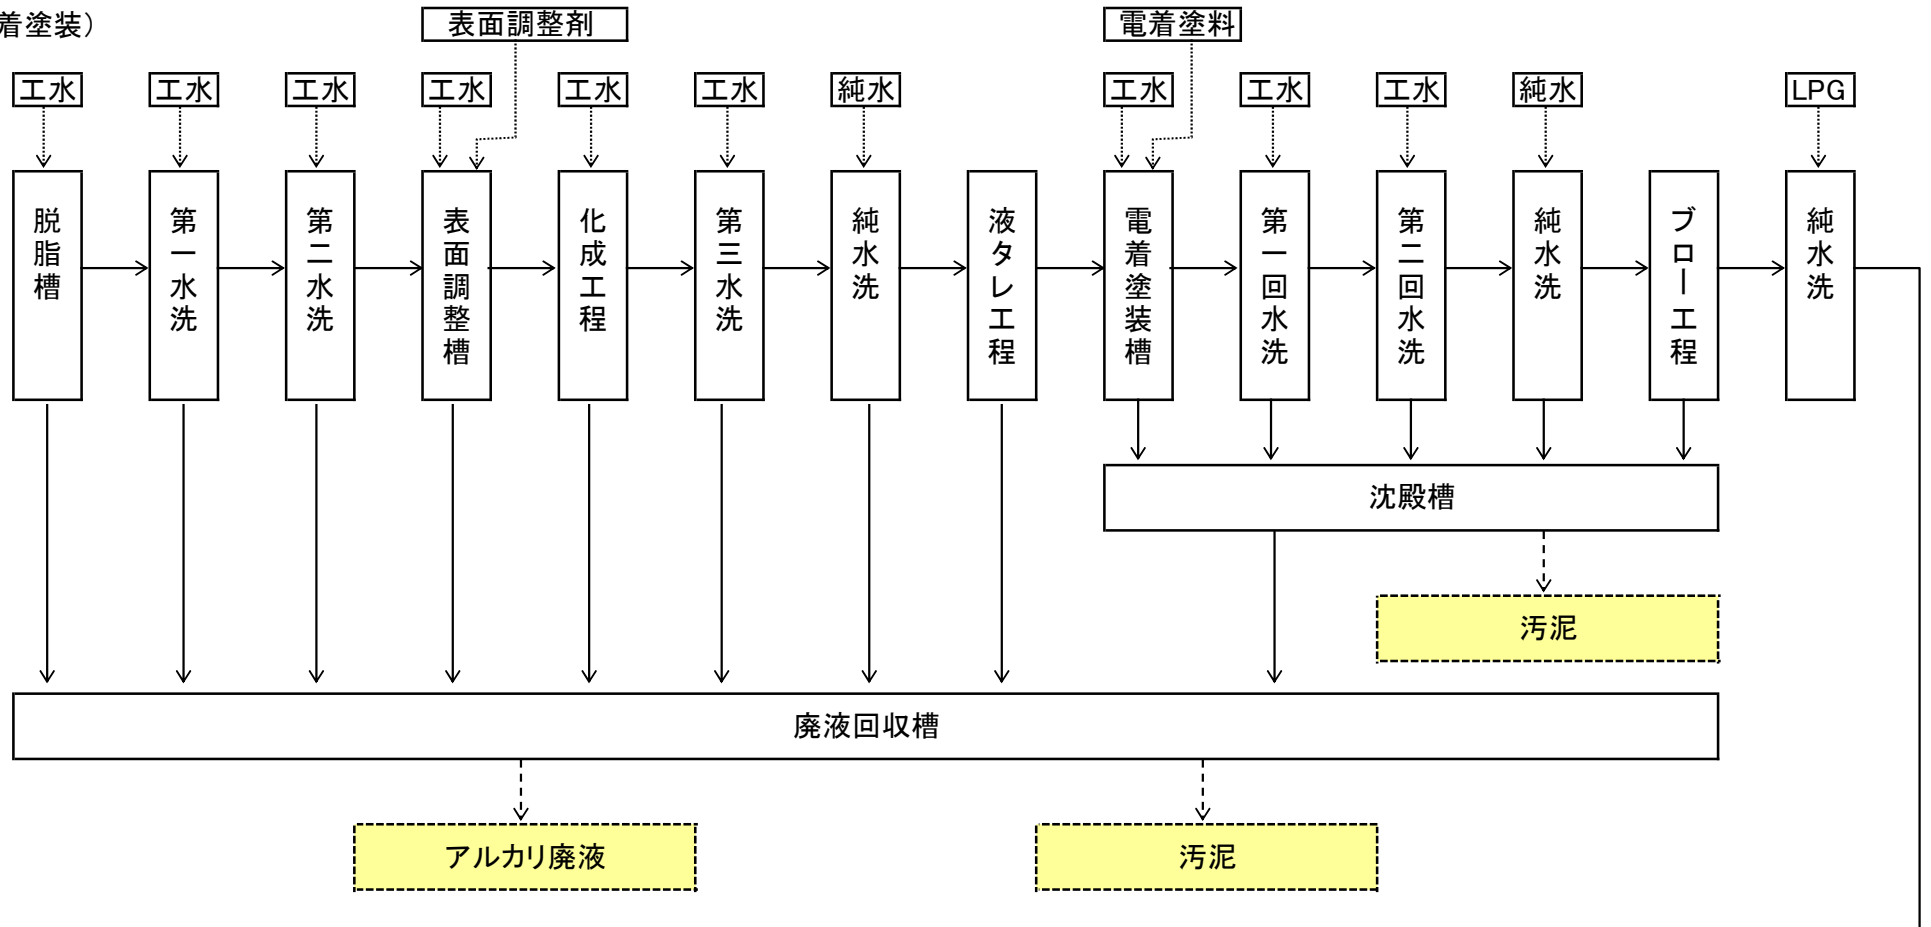 着塗装）
表面調整剤
電着塗料
工水
工水
工水
工水
工水
工水
純水
工水
工水
工水
純水
LPG
脱脂槽
第一水洗
第二水洗
表面調整槽
化成工程
第三水洗
純水洗
液タレ工程
電着塗装槽
第一回水洗
第二回水洗
純水洗
ブロー工程
純水洗
沈殿槽
汚泥
廃液回収槽
アルカリ廃液
汚泥